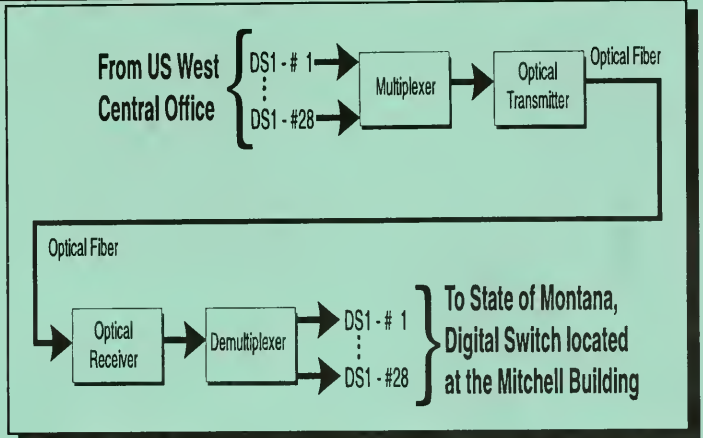 From US West
Central Office
DS1 - # 1
DS1 - #28
Multiplexer
Optical
Transmitter
Optical Fiber
Optical Fiber
Optical
Receiver
Demultiplexer
DS1 - # 1
DS1 - #28
To State of Montana,
Digital Switch located
at the Mitchell Building